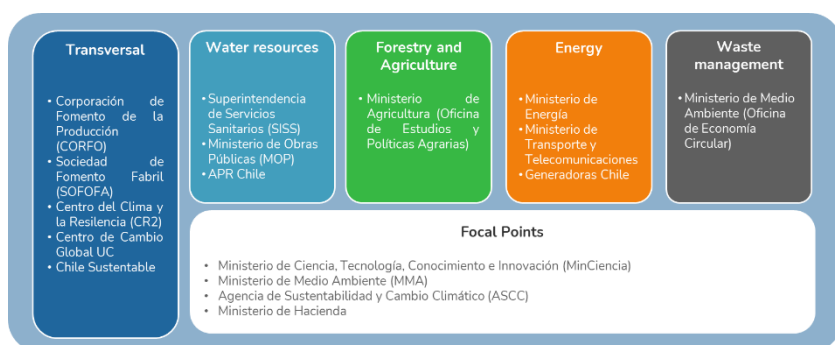 Transversal
• Corporación de
Fomento de la
Producción
(CORFO)
• Sociedad de
Fomento Fabril
(SOFOFA)
• Centro del Clima y
la Resilencia (CR2)
• Centro de Cambio
Global UC
• Chile Sustentable
Water resources
• Superintendencia
de Servicios
Sanitarios (SISS)
• Ministerio de Obras
Públicas (MOP)
• APR Chile
Forestry and
Agriculture
• Ministerio de
Agricultura (Oficina
de Estudios y
Políticas Agrarias)
Energy
• Ministerio de
Energía
• Ministerio de
Transporte y
Telecomunicaciones
• Generadoras Chile
Waste
management
• Ministerio de Medio
Ambiente (Oficina
de Economía
Circular)
Focal Points
• Ministerio de Ciencia, Tecnología, Conocimiento e Innovación (MinCiencia)
• Ministerio de Medio Ambiente (MMA)
• Agencia de Sustentabilidad y Cambio Climático (ASCC)
• Ministerio de Hacienda